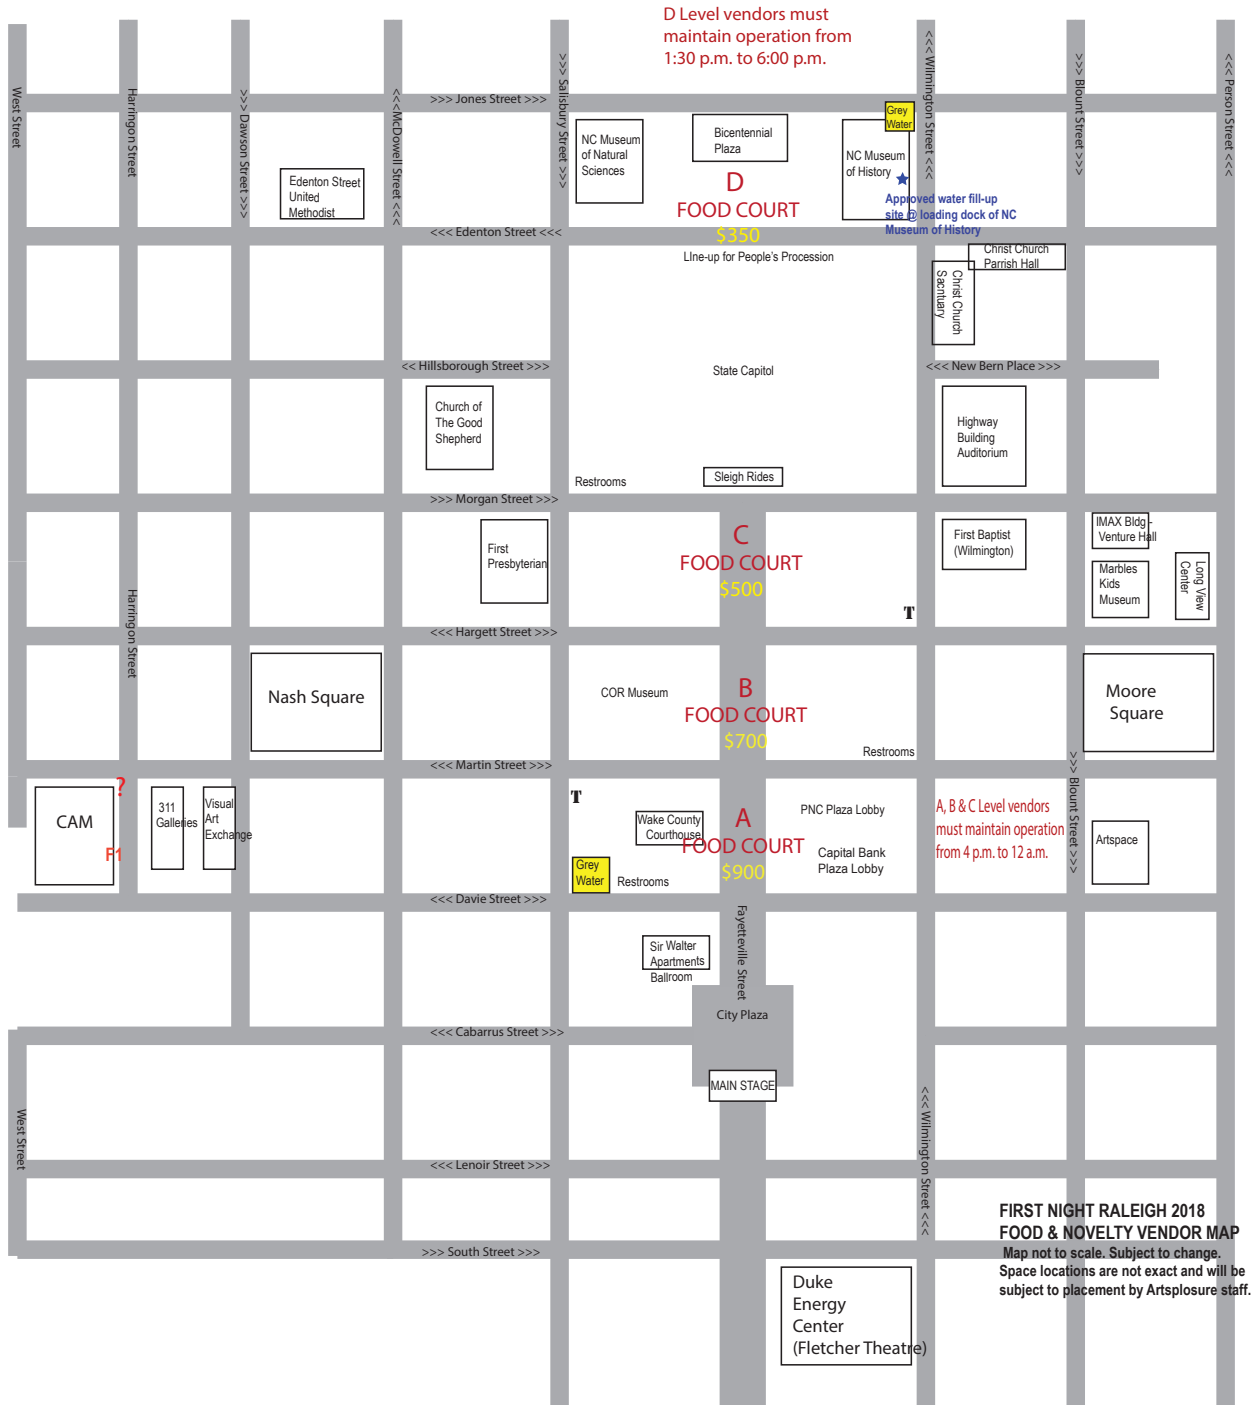 D Level vendors must
maintain operation from
1:30 p.m. to 6:00 p.m.
West Street
Harringon Street
>>> Dawson Street >>>
<<<McDowell Street <<<
>>> Salisbury Street >>>
<<< Wilmington Street <<<
>>> Blount Street >>>
<<< Person Street <<<
>>> Jones Street >>>
Grey
Water
NC Museum
of Natural
Sciences
Bicentennial
Plaza
NC Museum
of History
Edenton Street
United
Methodist
D
FOOD COURT
$350
Approved water fill-up
site @ loading dock of NC
Museum of History
<<< Edenton Street <<<
LIne-up for People's Procession
Christ Church
Parrish Hall
Christ Church
Sacntuary
<< Hillsborough Street >>>
State Capitol
<<< New Bern Place >>>
Church of
The Good
Shepherd
Highway
Building
Auditorium
Restrooms
Sleigh Rides
>>> Morgan Street >>>
First
Presbyterian
C
FOOD COURT
$500
First Baptist
(Wilmington)
IMAX Bldg -
Venture Hall
Marbles
Kids
Museum
Long View
Center
T
Harringon Street
<<< Hargett Street >>>
Nash Square
COR Museum
B
FOOD COURT
$700
Restrooms
Moore
Square
<<< Martin Street >>>
>>> Blount Street >>>
?
CAM
F1
311
Galleries
Visual
Art
Exchange
T
Wake County
Courthouse
A
FOOD COURT
$900
PNC Plaza Lobby
Capital Bank
Plaza Lobby
A, B & C Level vendors
must maintain operation
from 4 p.m. to 12 a.m.
Artspace
Grey
Water
Restrooms
<<< Davie Street >>>
Fayetteville Street
Sir Walter
Apartments
Ballroom
City Plaza
<<< Cabarrus Street >>>
MAIN STAGE
West Street
<<< Wilmington Street <<<
<<< Lenoir Street >>>
>>> South Street >>>
FIRST NIGHT RALEIGH 2018
FOOD & NOVELTY VENDOR MAP
Map not to scale. Subject to change.
Space locations are not exact and will be
subject to placement by Artsplosure staff.
Duke
Energy
Center
(Fletcher Theatre)